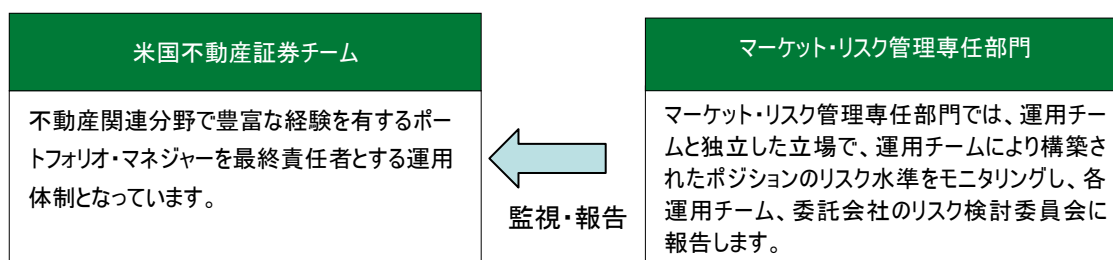 米国不動産証券チーム
不動産関連分野で豊富な経験を有するポー
トフォリオ・マネジャーを最終責任者とする運用
体制となっています。
監視・報告
マーケット・リスク管理専任部門
マーケット・リスク管理専任部門では、運用チー
ムと独立した立場で、運用チームにより構築さ
れたポジションのリスク水準をモニタリングし、各
運用チーム、委託会社のリスク検討委員会に
報告します。